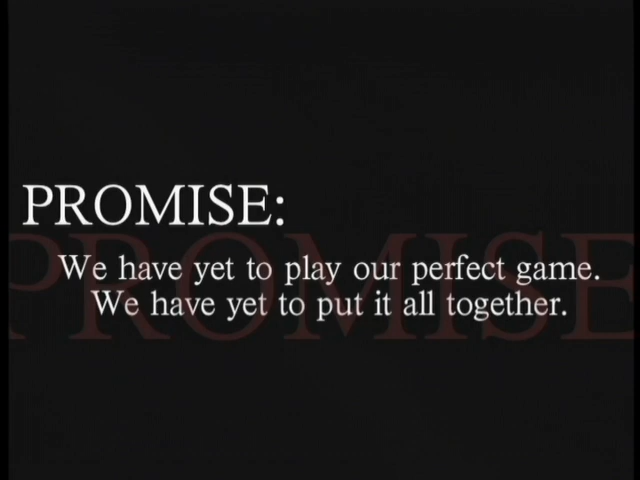 PROMISE:
PROMISE
We have yet to play our perfect game.
We have yet to put it all together.